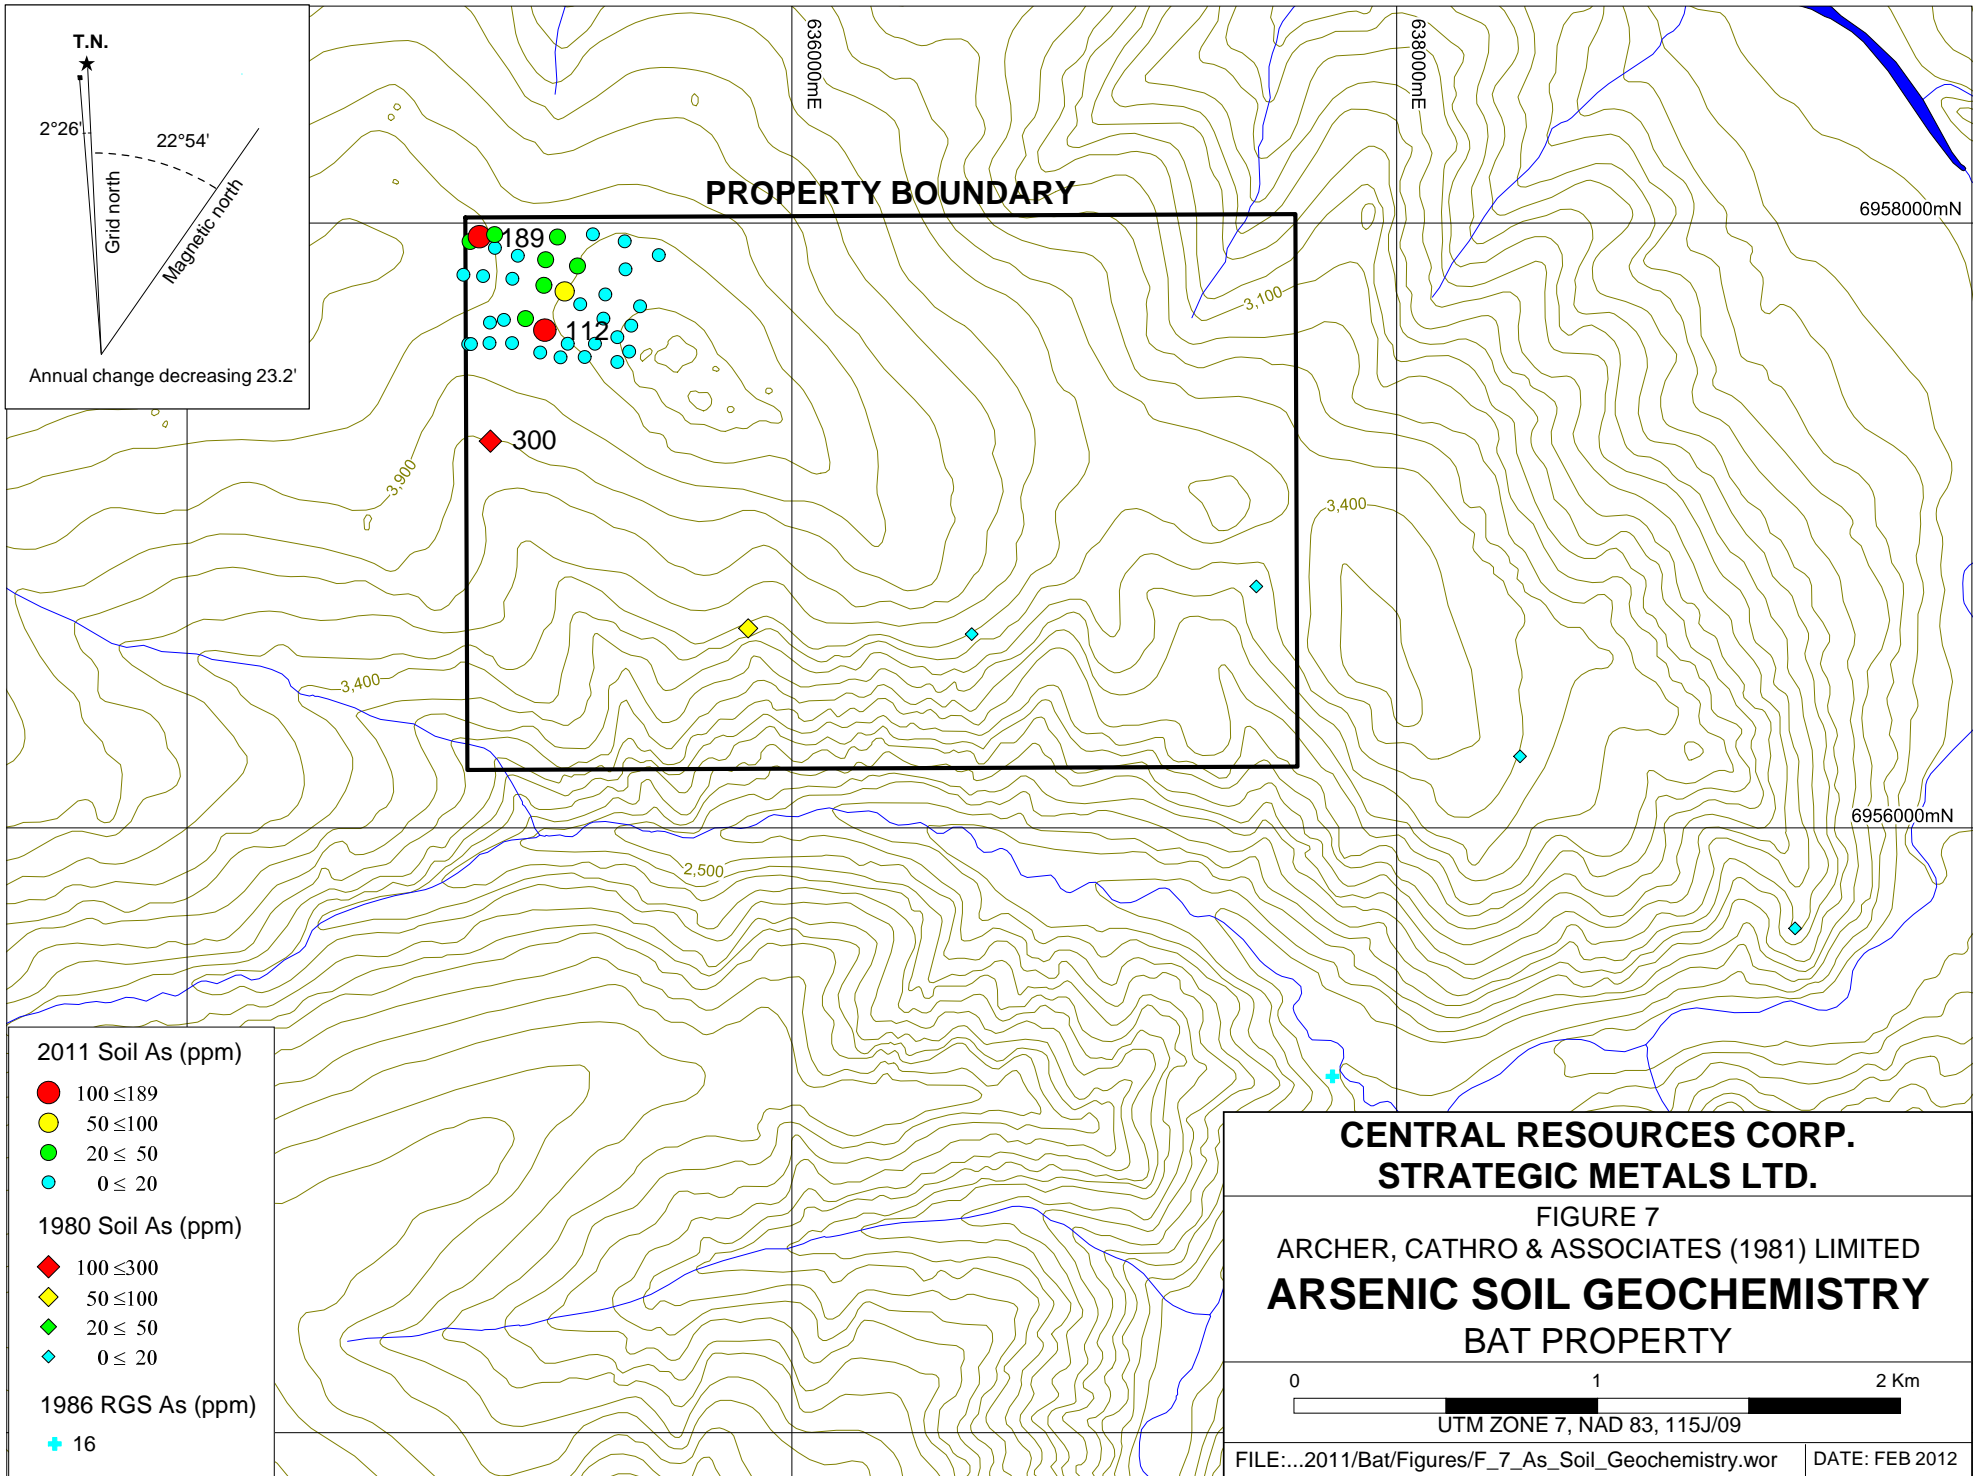 T.N.
2°26'
22°54'
Grid north
Magnetic north
Annual change decreasing 23.2'
636000mE
638000mE
6958000mN
6956000mN
PROPERTY BOUNDARY
189
112
300
3,100
3,900
3,400
3,400
2,500
2011 Soil As (ppm)
100 ≤189
50 ≤100
20 ≤ 50
0 ≤ 20
1980 Soil As (ppm)
100 ≤300
50 ≤100
20 ≤ 50
0 ≤ 20
1986 RGS As (ppm)
16
CENTRAL RESOURCES CORP.
STRATEGIC METALS LTD.
FIGURE 7
ARCHER, CATHRO & ASSOCIATES (1981) LIMITED
ARSENIC SOIL GEOCHEMISTRY
BAT PROPERTY
0 1 2 Km
UTM ZONE 7, NAD 83, 115J/09
FILE:...2011/Bat/Figures/F_7_As_Soil_Geochemistry.wor
DATE: FEB 2012